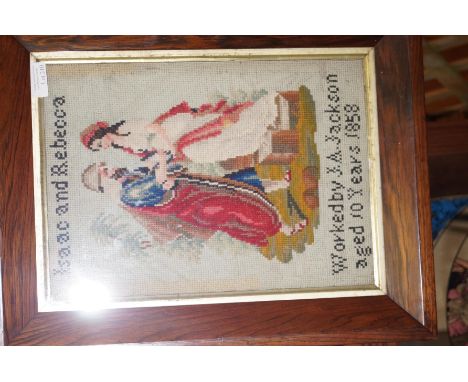 Isaac and Rebecca
Worked by J.A.Jackson
aged 10 Years 1858